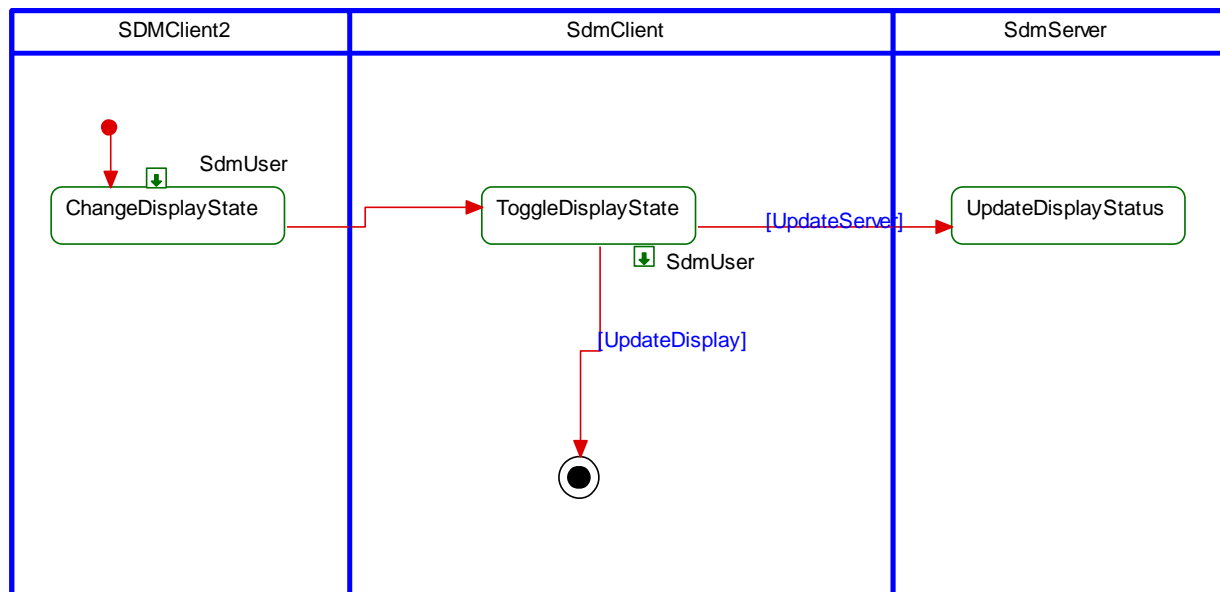 SDMClient2
SdmClient
SdmServer
SdmUser
ChangeDisplayState
ToggleDisplayState
UpdateDisplayStatus
[UpdateServer]
SdmUser
[UpdateDisplay]